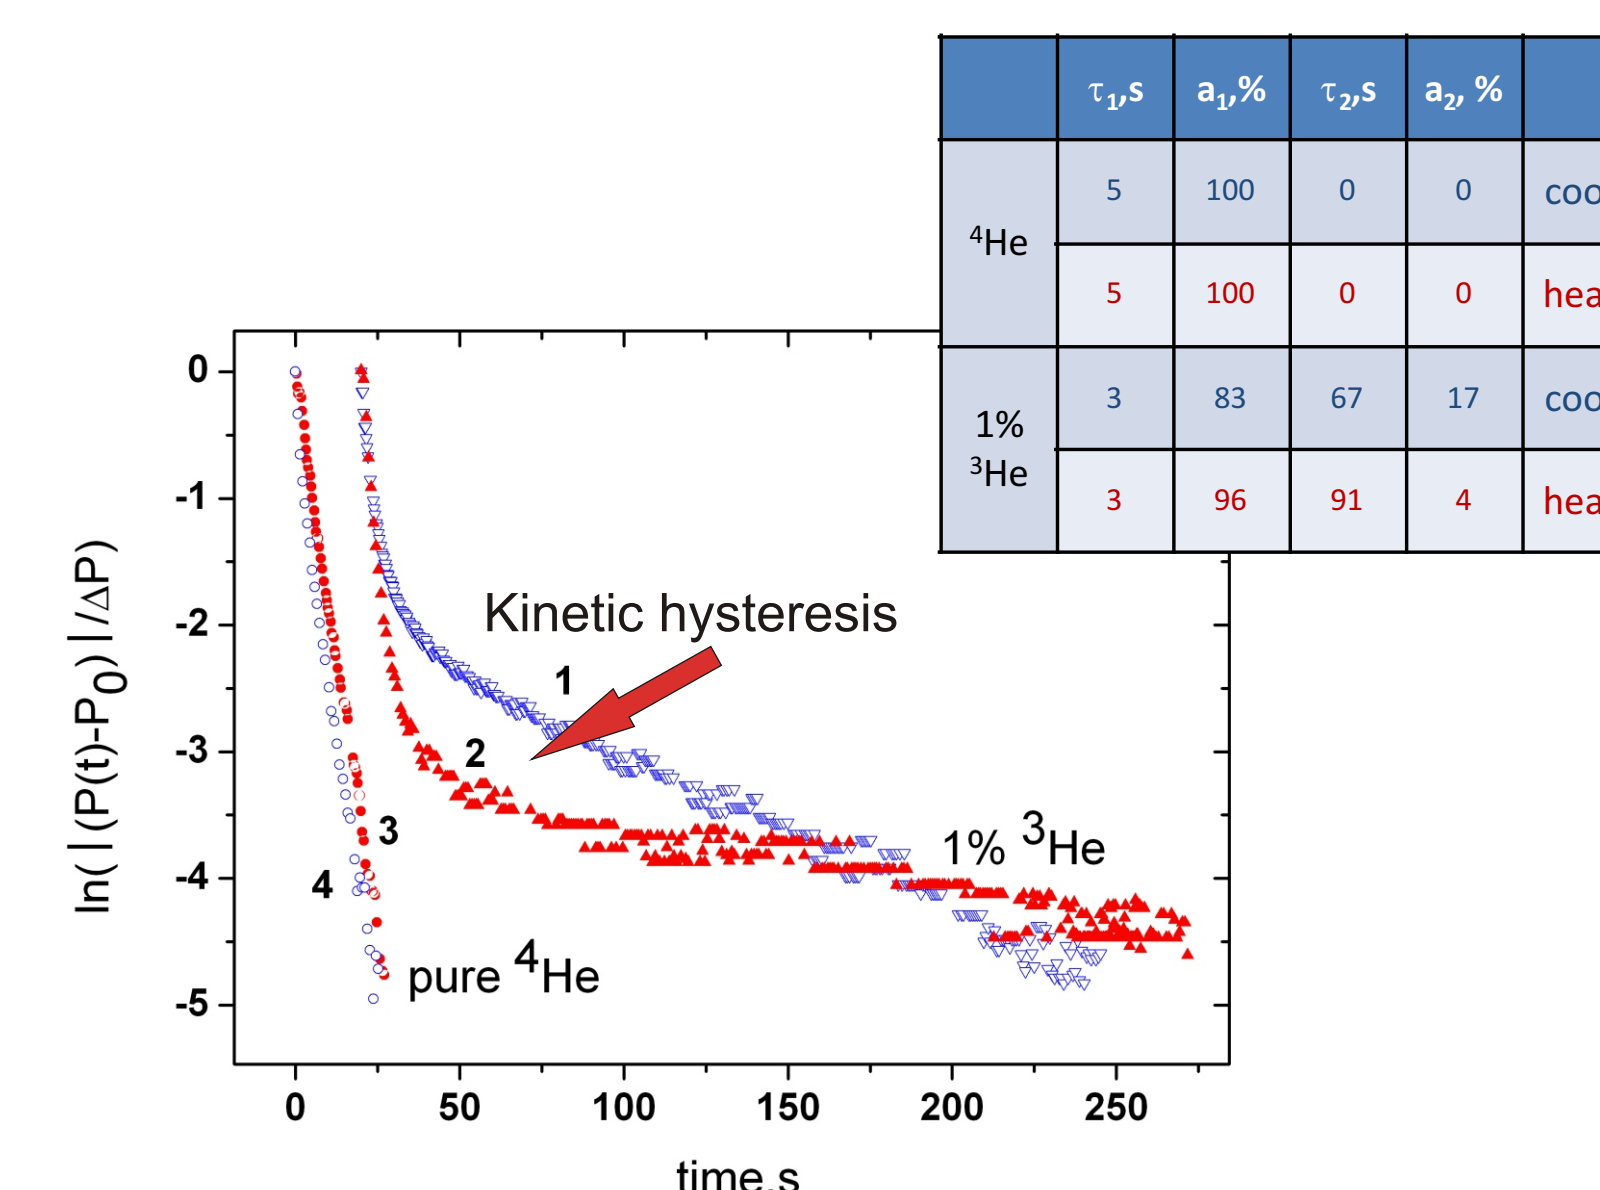 τ1,s a1,% τ2,s a2, %
4He
5 100 0 0
5 100 0 0
1%
3He
3 83 67 17
3 96 91 4
0
-1
-2
-3
-4
-5
ln(|(P(t)-P0)|/ΔP)
Kinetic hysteresis
1
2
3
4
1% 3He
pure 4He
0 50 100 150 200 250
time,s